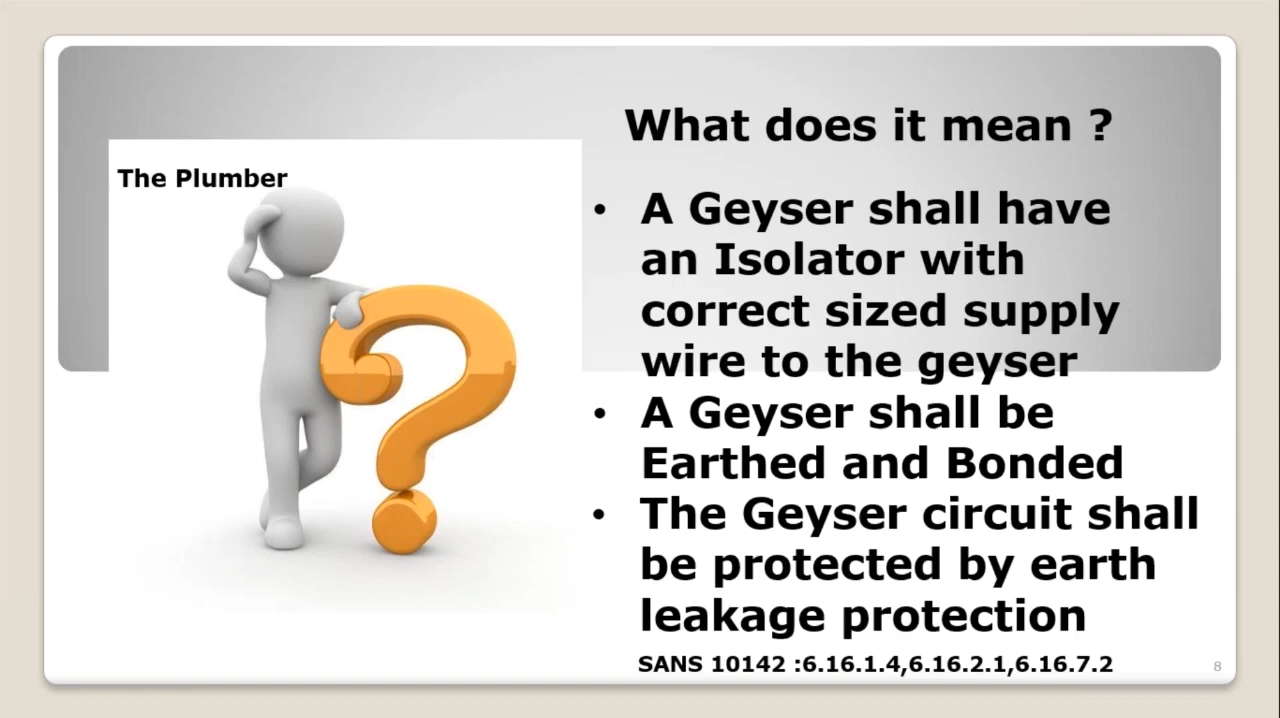 The Plumber
What does it mean ?
• A Geyser shall have
an Isolator with
correct sized supply
wire to the geyser
• A Geyser shall be
Earthed and Bonded
• The Geyser circuit shall
be protected by earth
leakage protection
SANS 10142 :6.16.1.4,6.16.2.1,6.16.7.2
8